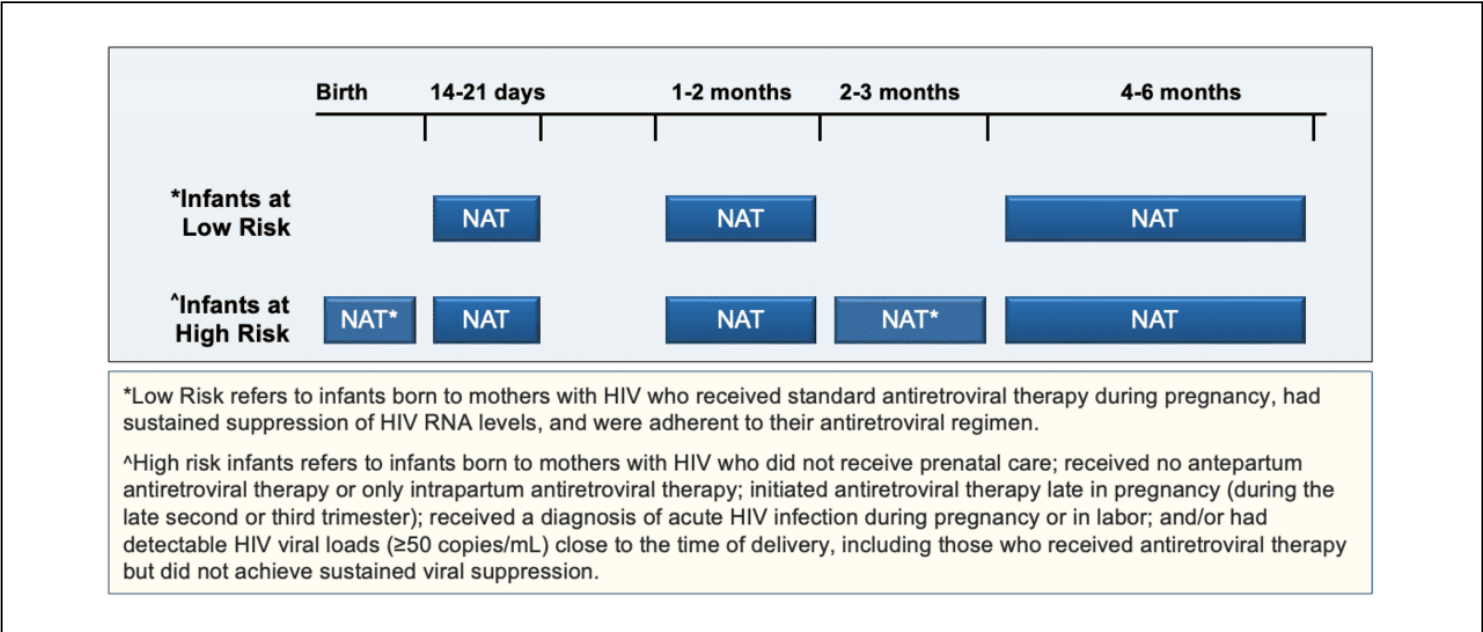 Birth 14-21 days 1-2 months 2-3 months 4-6 months
*Infants at
Low Risk
NAT NAT NAT
^Infants at
High Risk
NAT* NAT NAT NAT* NAT
*Low Risk refers to infants born to mothers with HIV who received standard antiretroviral therapy during pregnancy, had
sustained suppression of HIV RNA levels, and were adherent to their antiretroviral regimen.
^High risk infants refers to infants born to mothers with HIV who did not receive prenatal care; received no antepartum
antiretroviral therapy or only intrapartum antiretroviral therapy; initiated antiretroviral therapy late in pregnancy (during the
late second or third trimester); received a diagnosis of acute HIV infection during pregnancy or in labor; and/or had
detectable HIV viral loads (≥50 copies/mL) close to the time of delivery, including those who received antiretroviral therapy
but did not achieve sustained viral suppression.